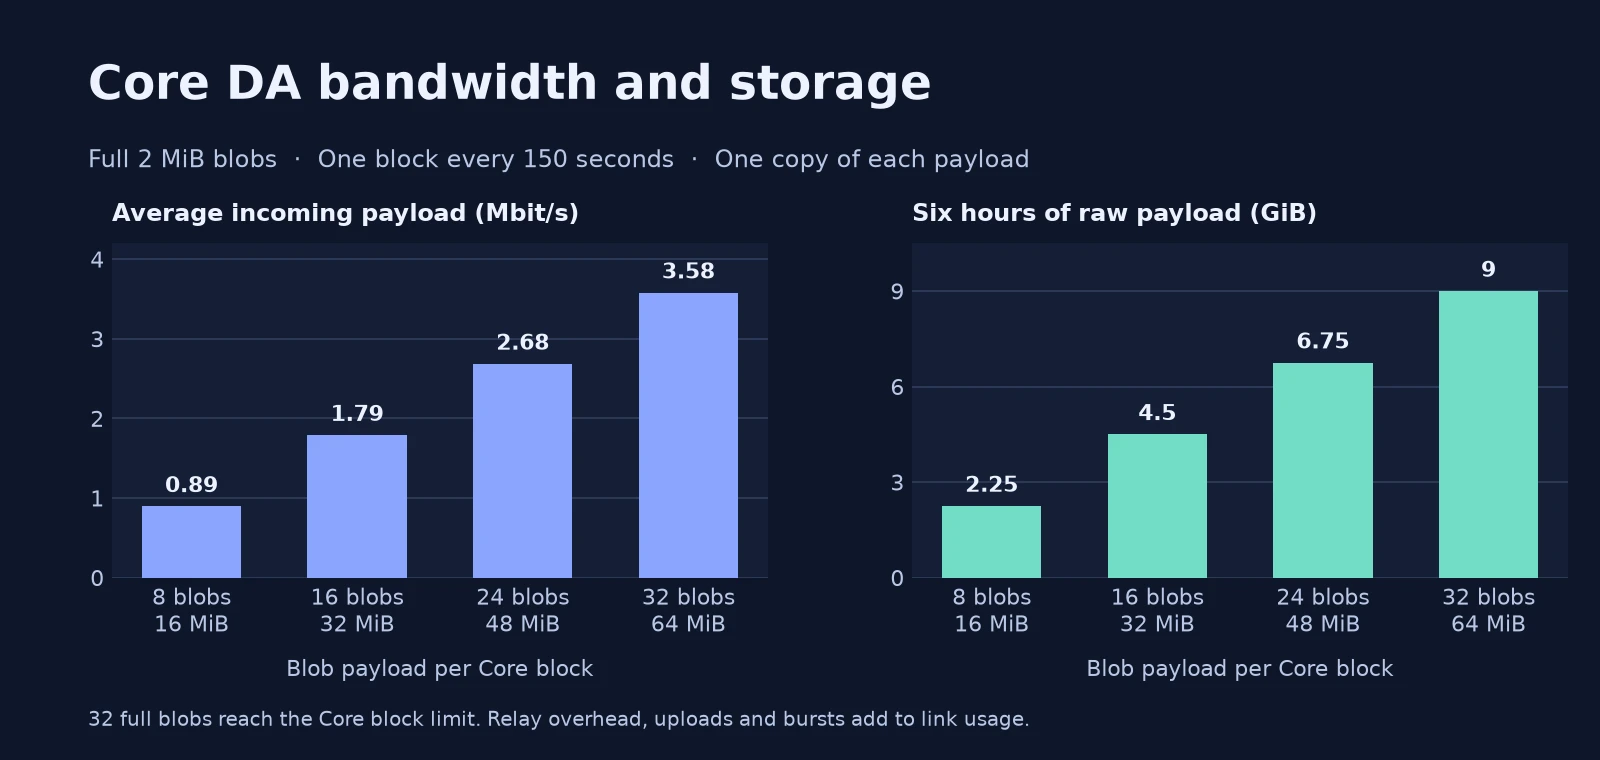 Core DA bandwidth and storage
Full 2 MiB blobs · One block every 150 seconds · One copy of each payload
Average incoming payload (Mbit/s)
4
3
2
1
0
0.89
1.79
2.68
3.58
8 blobs
16 MiB
16 blobs
32 MiB
24 blobs
48 MiB
32 blobs
64 MiB
Blob payload per Core block
Six hours of raw payload (GiB)
9
6
3
0
2.25
4.5
6.75
9
8 blobs
16 MiB
16 blobs
32 MiB
24 blobs
48 MiB
32 blobs
64 MiB
Blob payload per Core block
32 full blobs reach the Core block limit. Relay overhead, uploads and bursts add to link usage.